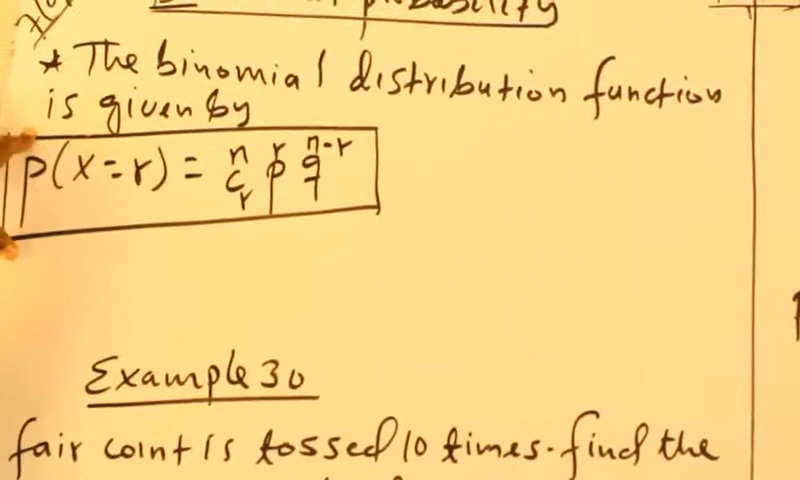 probability
* The binomial distribution function
is given by
P(X=r) = ⁿCᵣ pʳ qⁿ⁻ʳ
Example 30
fair coint is tossed 10 times. find the